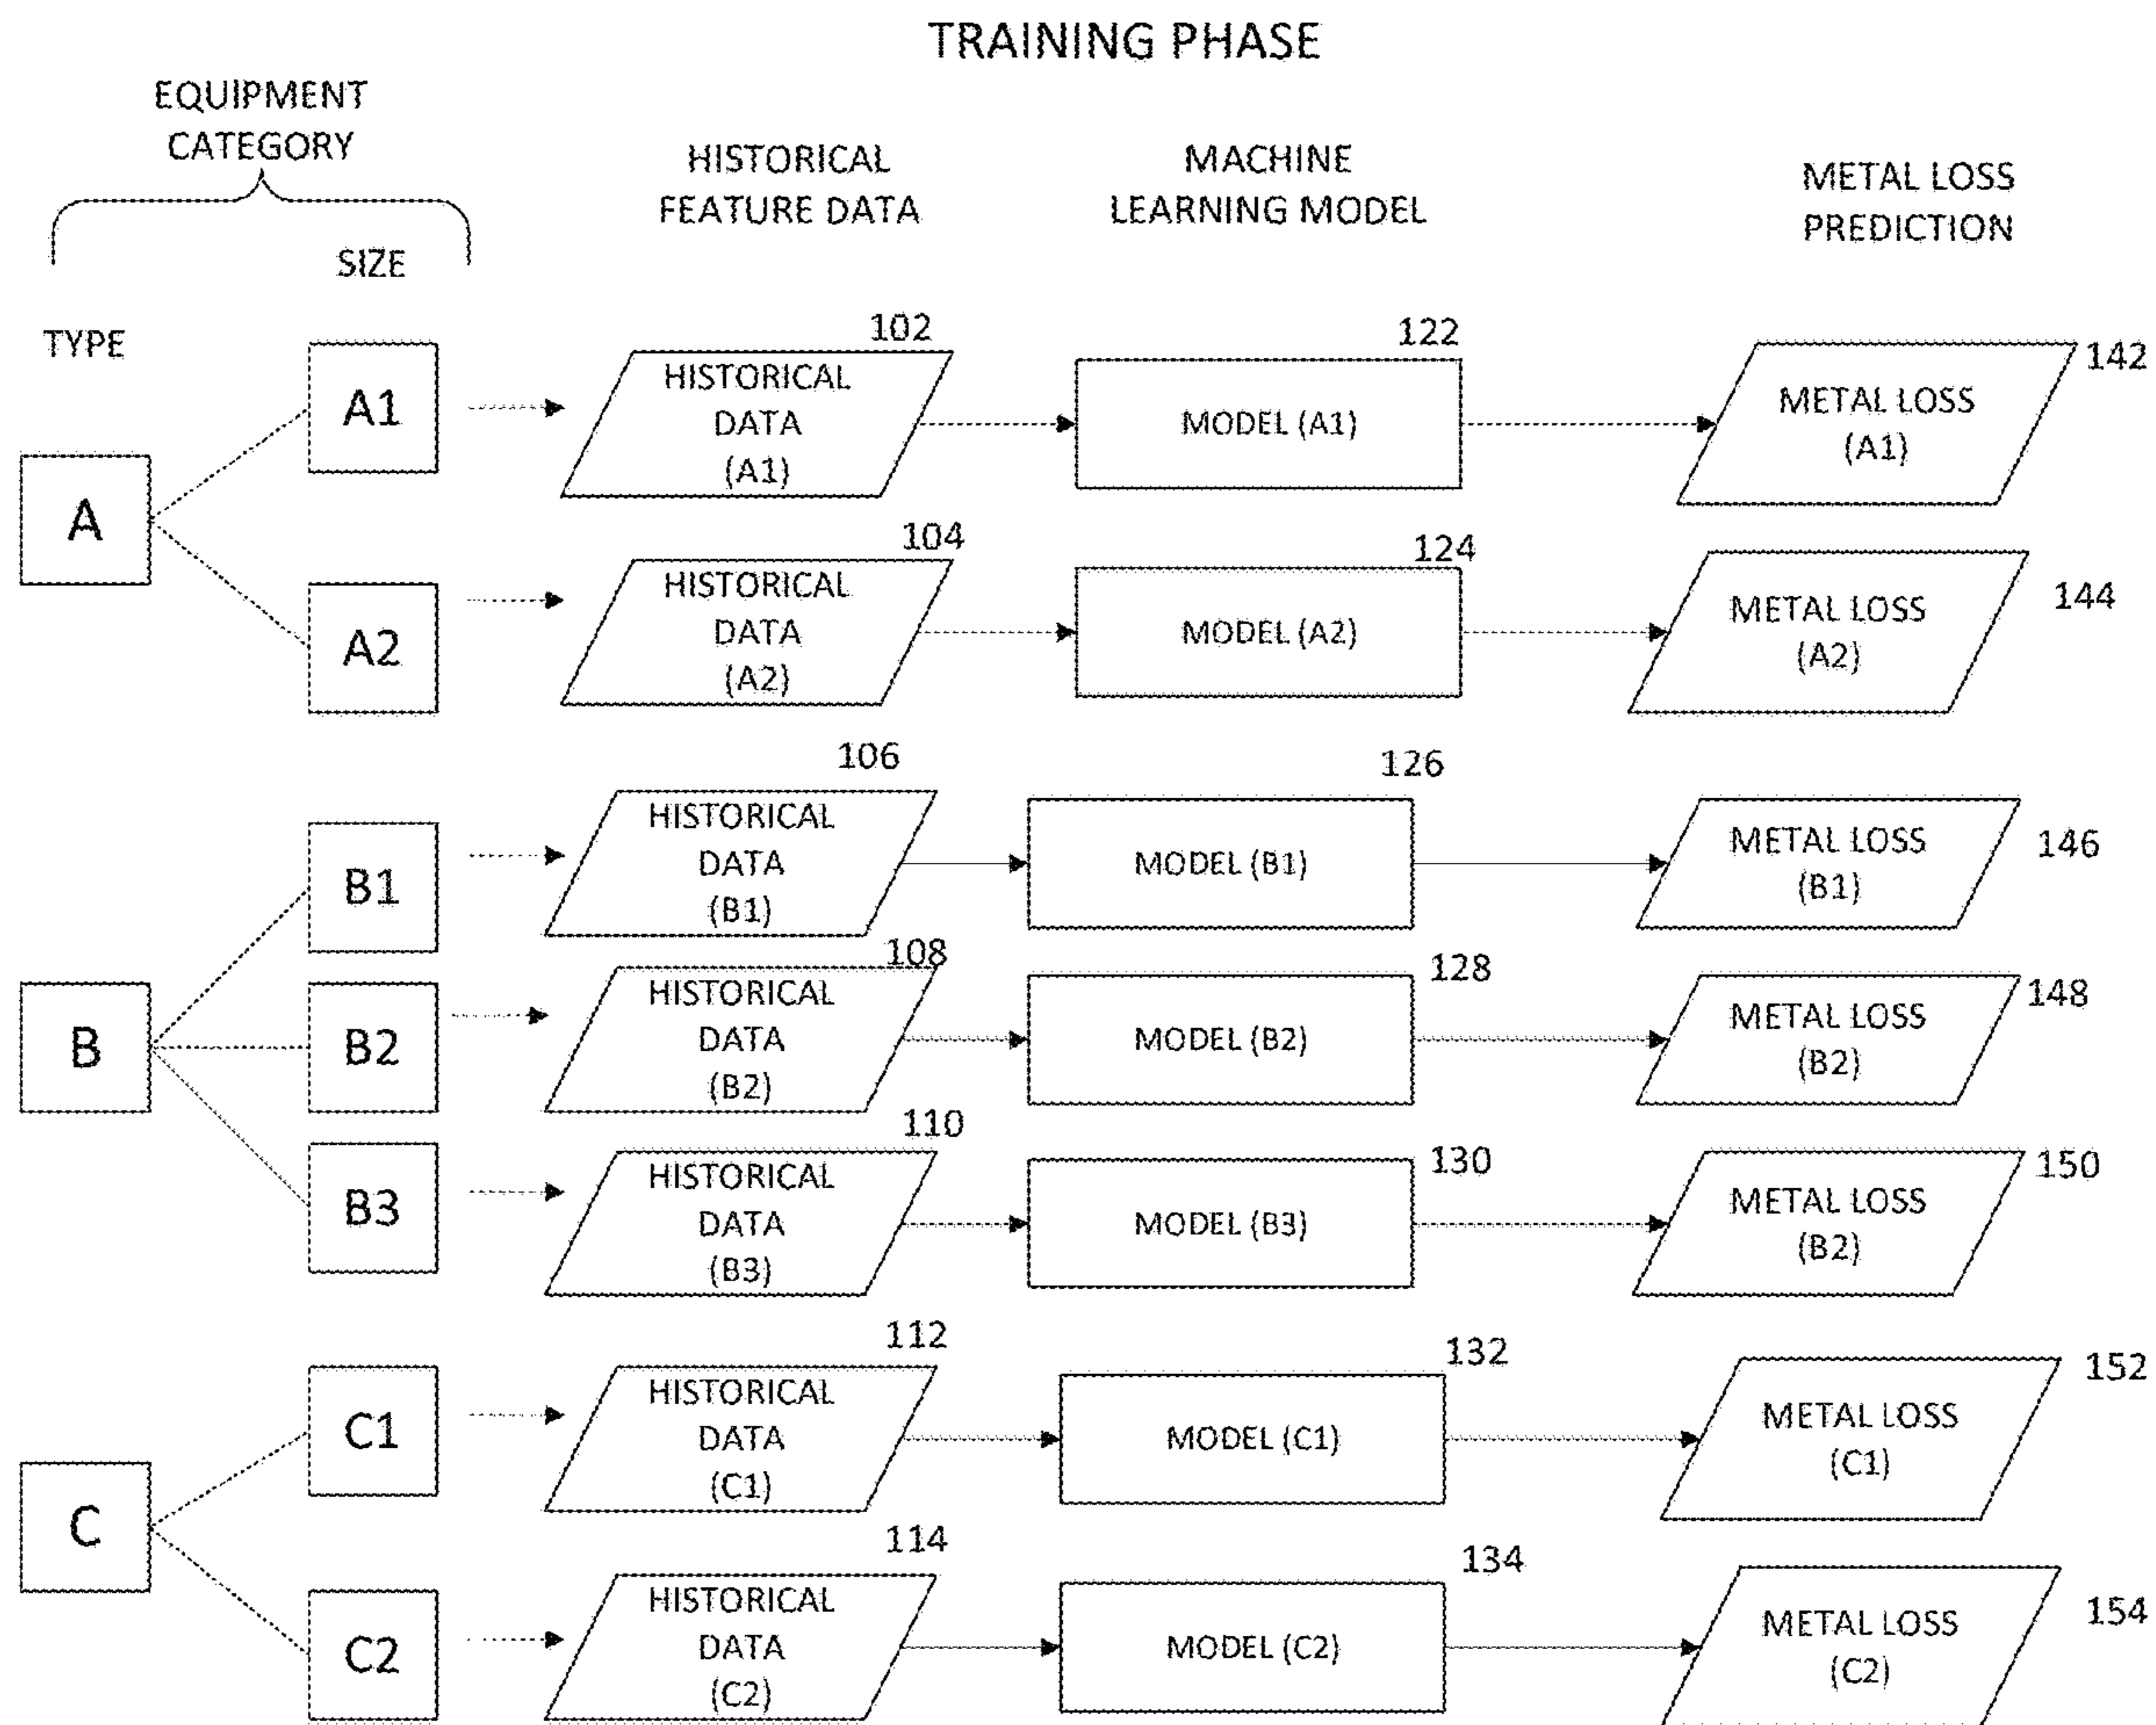 TRAINING PHASE
EQUIPMENT
CATEGORY
HISTORICAL
FEATURE DATA
MACHINE
LEARNING MODEL
METAL LOSS
PREDICTION
SIZE
TYPE
A
A1
102
HISTORICAL
DATA
(A1)
122
MODEL (A1)
142
METAL LOSS
(A1)
A2
104
HISTORICAL
DATA
(A2)
124
MODEL (A2)
144
METAL LOSS
(A2)
B
B1
106
HISTORICAL
DATA
(B1)
126
MODEL (B1)
146
METAL LOSS
(B1)
B2
108
HISTORICAL
DATA
(B2)
128
MODEL (B2)
148
METAL LOSS
(B2)
B3
110
HISTORICAL
DATA
(B3)
130
MODEL (B3)
150
METAL LOSS
(B2)
C
C1
112
HISTORICAL
DATA
(C1)
132
MODEL (C1)
152
METAL LOSS
(C1)
C2
114
HISTORICAL
DATA
(C2)
134
MODEL (C2)
154
METAL LOSS
(C2)